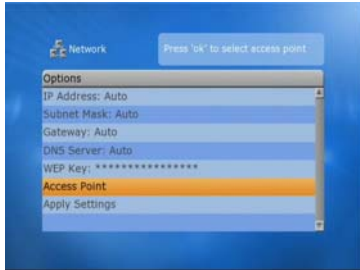 Network
Press 'ok' to select access point
Options
IP Address: Auto
Subnet Mask: Auto
Gateway: Auto
DNS Server: Auto
WEP Key: ****************
Access Point
Apply Settings